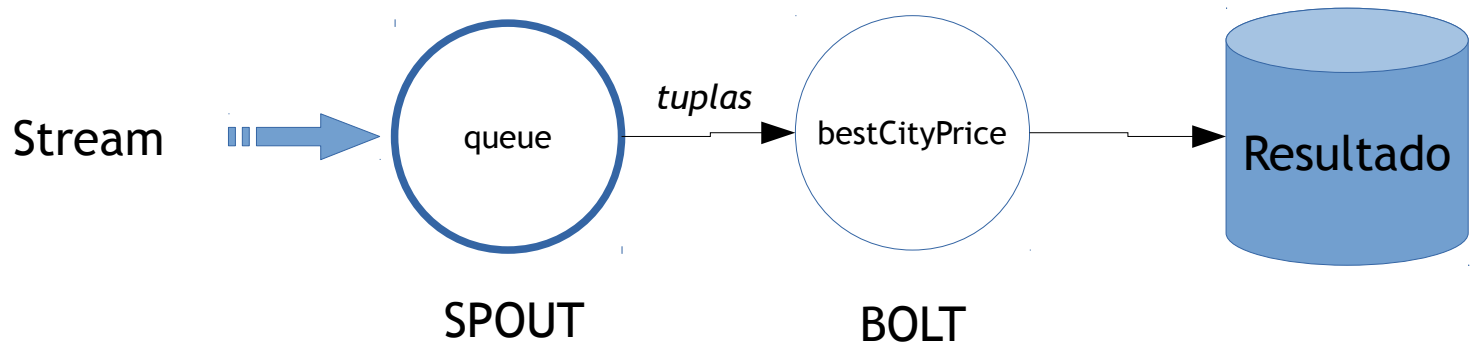 Stream
queue
tuplas
bestCityPrice
Resultado
SPOUT
BOLT